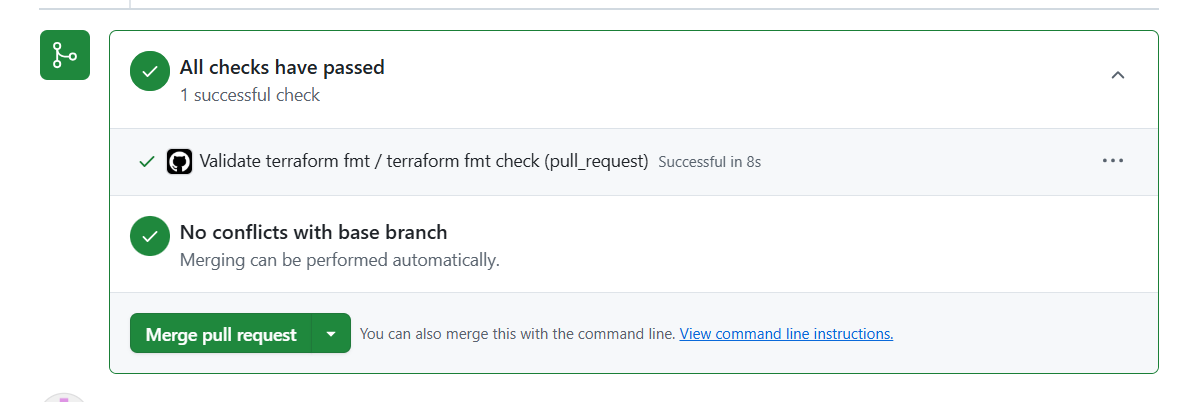 All checks have passed
1 successful check
Validate terraform fmt / terraform fmt check (pull_request) Successful in 8s
No conflicts with base branch
Merging can be performed automatically.
Merge pull request You can also merge this with the command line. View command line instructions.